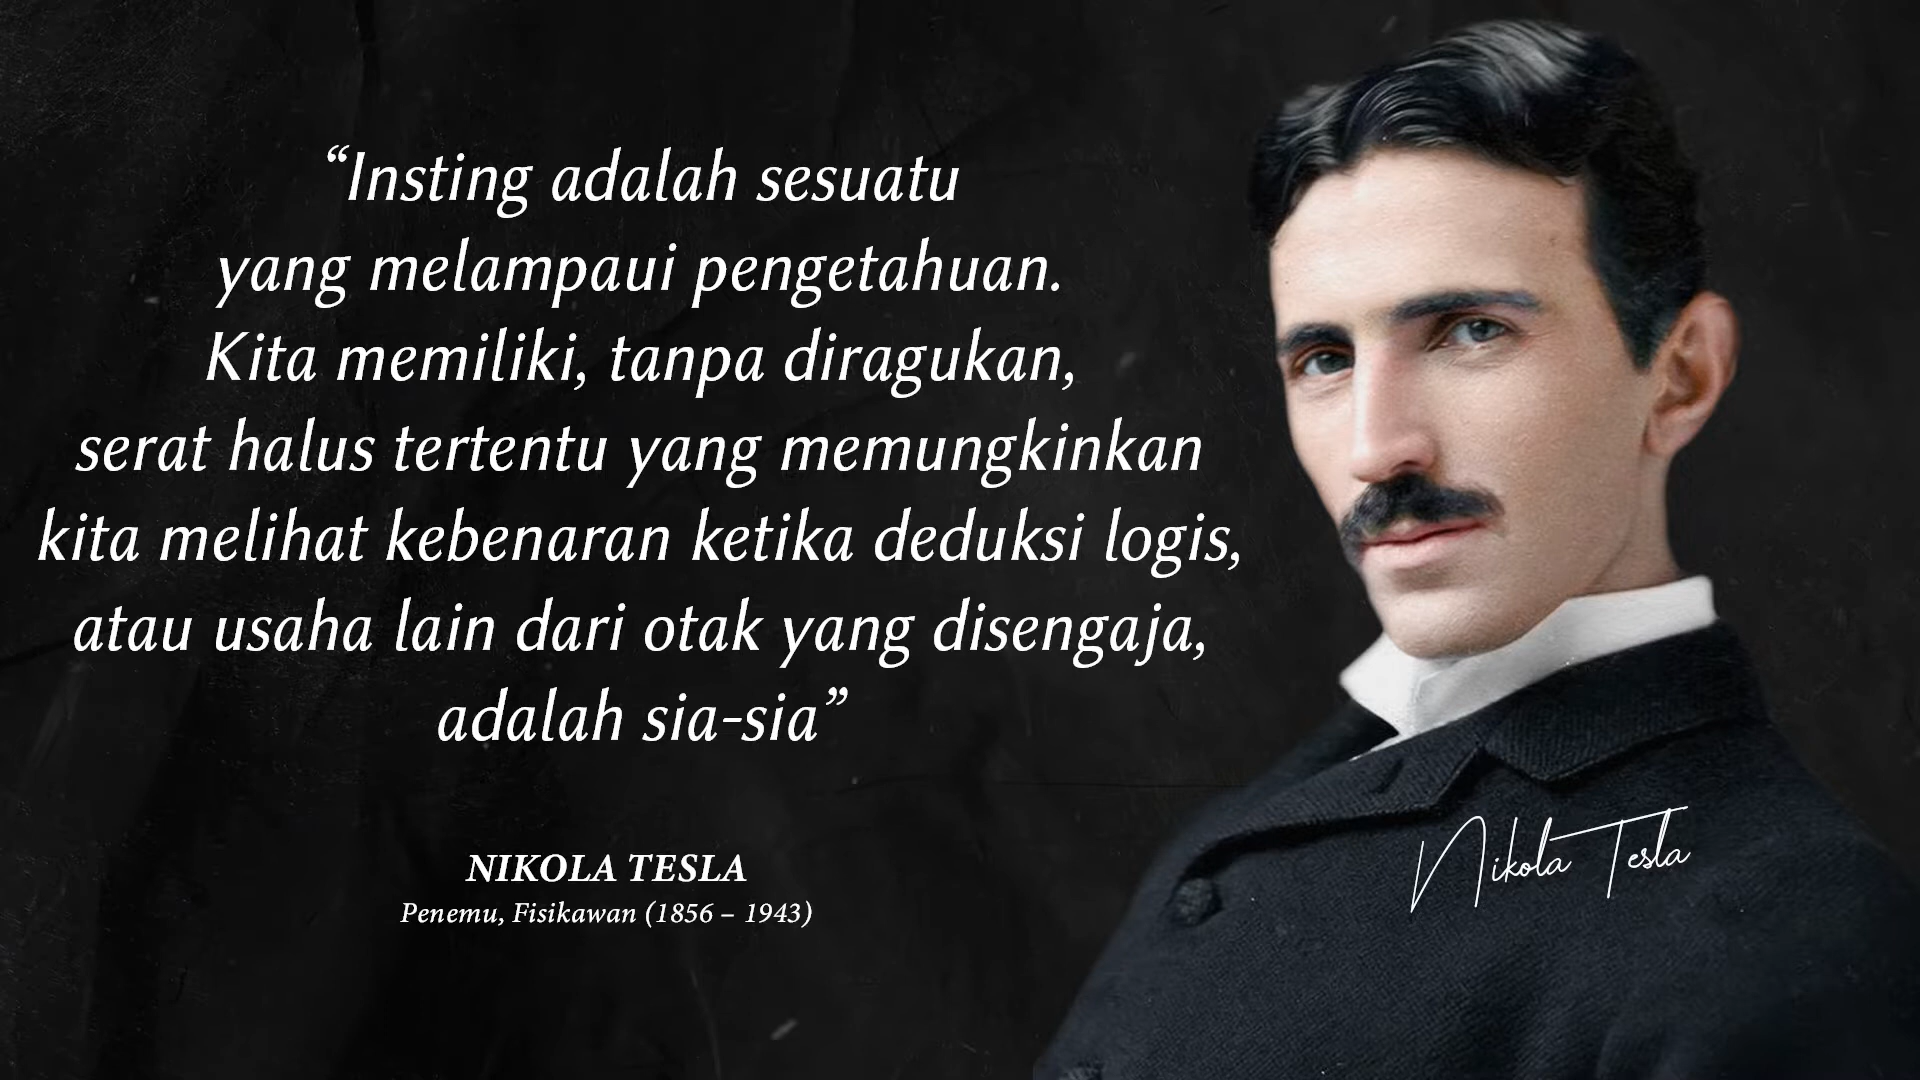 “Insting adalah sesuatu
yang melampaui pengetahuan.
Kita memiliki, tanpa diragukan,
serat halus tertentu yang memungkinkan
kita melihat kebenaran ketika deduksi logis,
atau usaha lain dari otak yang disengaja,
adalah sia-sia”
NIKOLA TESLA
Penemu, Fisikawan (1856 – 1943)
Nikola Tesla